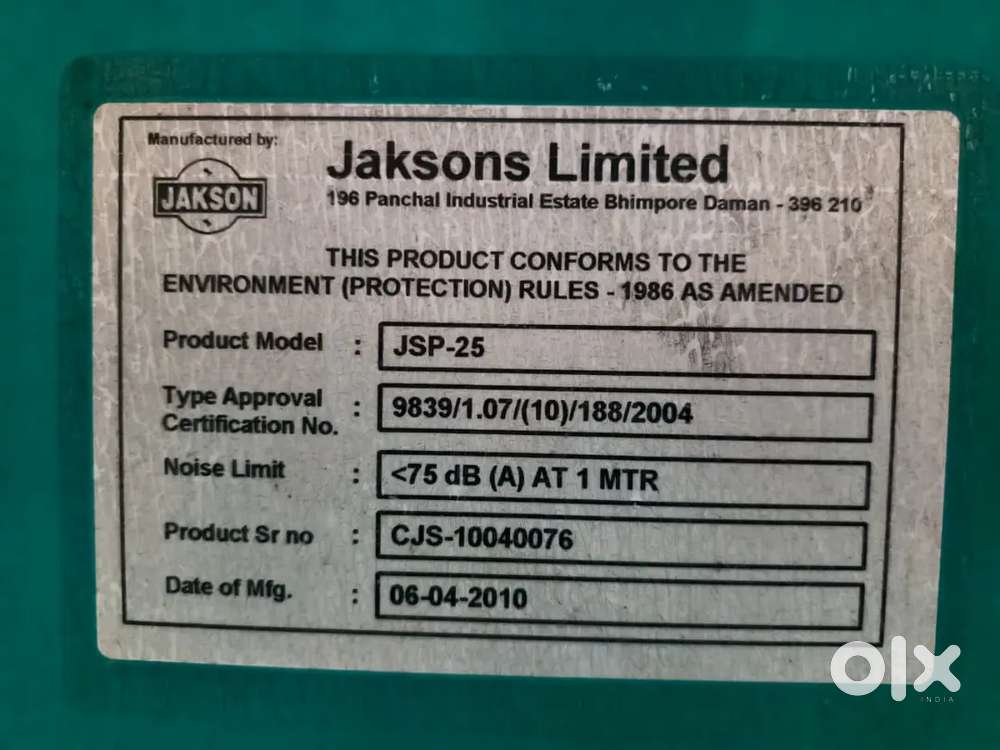 Manufactured by:
JAKSON
Jaksons Limited
196 Panchal Industrial Estate Bhimpore Daman - 396 210
THIS PRODUCT CONFORMS TO THE
ENVIRONMENT (PROTECTION) RULES - 1986 AS AMENDED
Product Model : JSP-25
Type Approval
Certification No. : 9839/1.07/(10)/188/2004
Noise Limit : <75 dB (A) AT 1 MTR
Product Sr no : CJS-10040076
Date of Mfg. : 06-04-2010
olx
INDIA